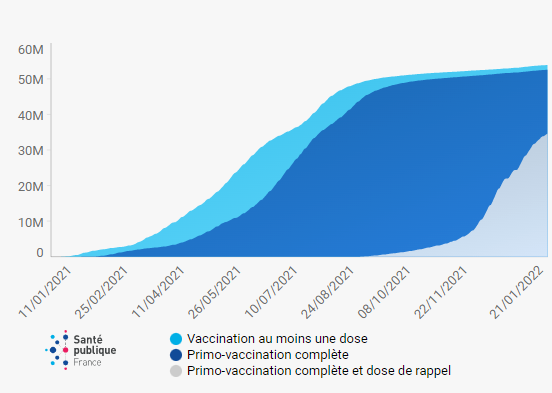 60M
50M
40M
30M
20M
10M
0
11/01/2021
25/02/2021
11/04/2021
26/05/2021
10/07/2021
24/08/2021
08/10/2021
22/11/2021
21/01/2022
Santé
publique
France
Vaccination au moins une dose
Primo-vaccination complète
Primo-vaccination complète et dose de rappel